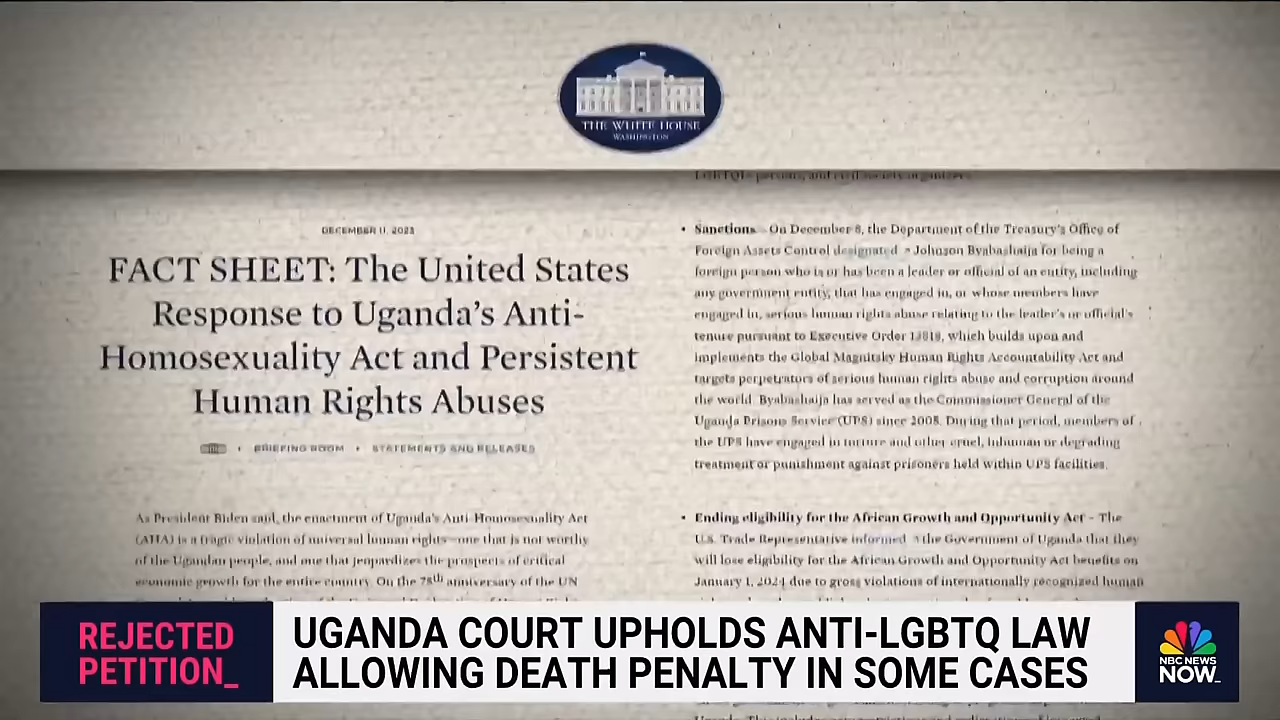 THE WHITE HOUSE
WASHINGTON
LGBTQI+ persons, and civil society organizers.
DECEMBER 11, 2023
FACT SHEET: The United States
Response to Uganda’s Anti-
Homosexuality Act and Persistent
Human Rights Abuses
• BRIEFING ROOM • STATEMENTS AND RELEASES
As President Biden said, the enactment of Uganda’s Anti-Homosexuality Act
(AHA) is a tragic violation of universal human rights—one that is not worthy
of the Ugandan people, and one that jeopardizes the prospects of critical
economic growth for the entire country. On the 75th anniversary of the UN
• Sanctions – On December 8, the Department of the Treasury’s Office of
Foreign Assets Control designated Johnson Byabashaija for being a
foreign person who is or has been a leader or official of an entity, including
any government entity, that has engaged in, or whose members have
engaged in, serious human rights abuse relating to the leader’s or official’s
tenure pursuant to Executive Order 13818, which builds upon and
implements the Global Magnitsky Human Rights Accountability Act and
targets perpetrators of serious human rights abuse and corruption around
the world. Byabashaija has served as the Commissioner General of the
Uganda Prisons Service (UPS) since 2005. During that period, members of
the UPS have engaged in torture and other cruel, inhuman or degrading
treatment or punishment against prisoners held within UPS facilities.
• Ending eligibility for the African Growth and Opportunity Act – The
U.S. Trade Representative informed the Government of Uganda that they
will lose eligibility for the African Growth and Opportunity Act benefits on
January 1, 2024 due to gross violations of internationally recognized human
REJECTED
PETITION_
UGANDA COURT UPHOLDS ANTI-LGBTQ LAW
ALLOWING DEATH PENALTY IN SOME CASES
NBC NEWS
NOW_